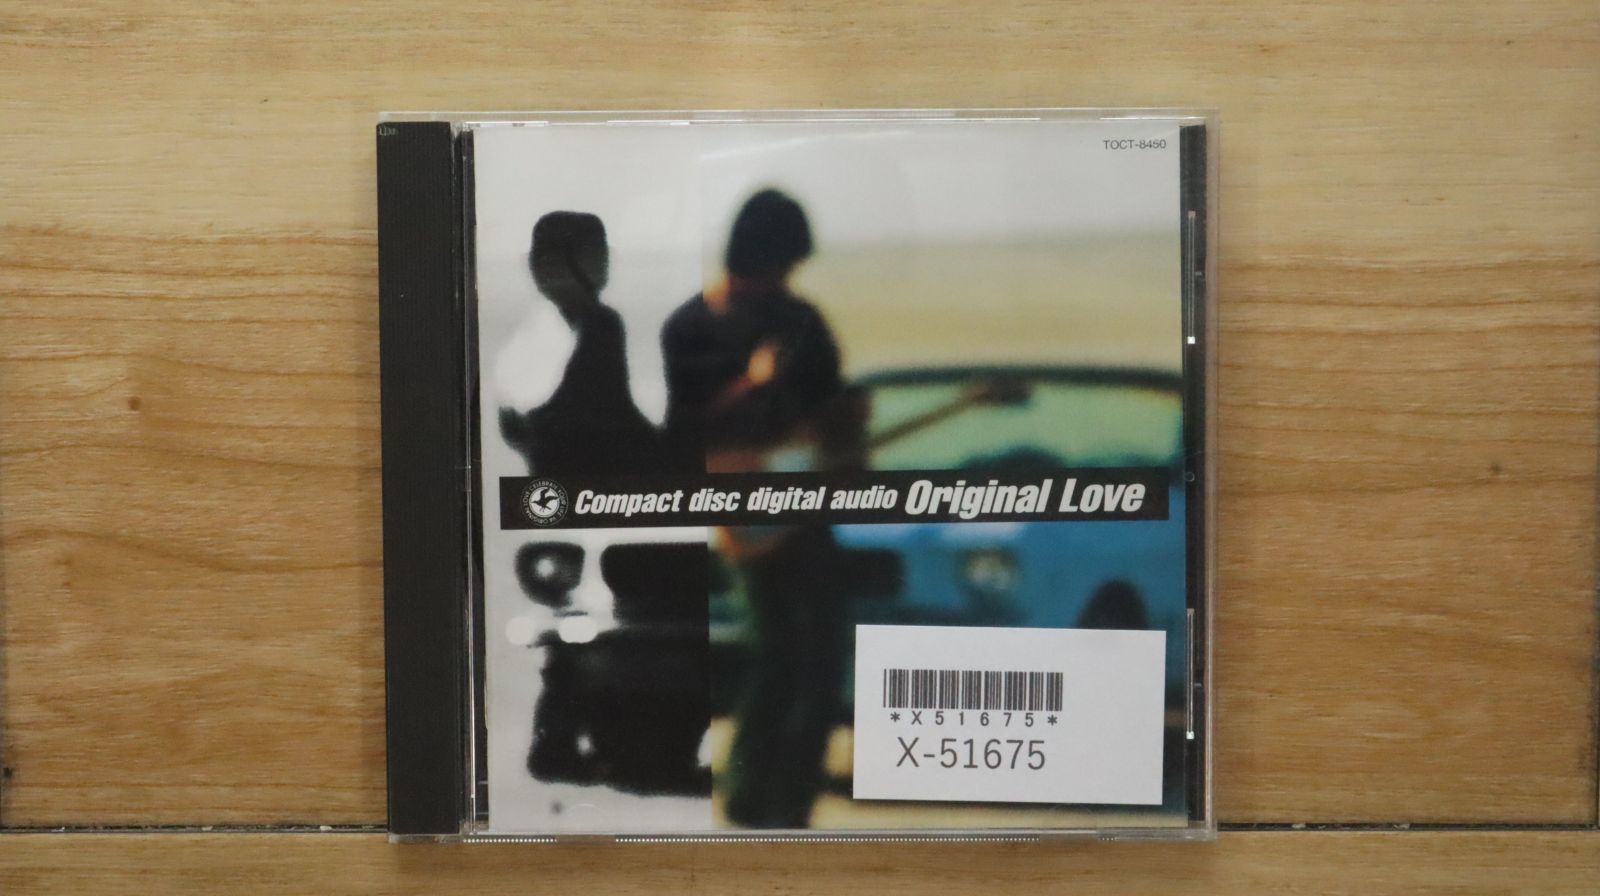 TOCT-8450
Compact disc digital audio Original Love
*X51675*
X-51675